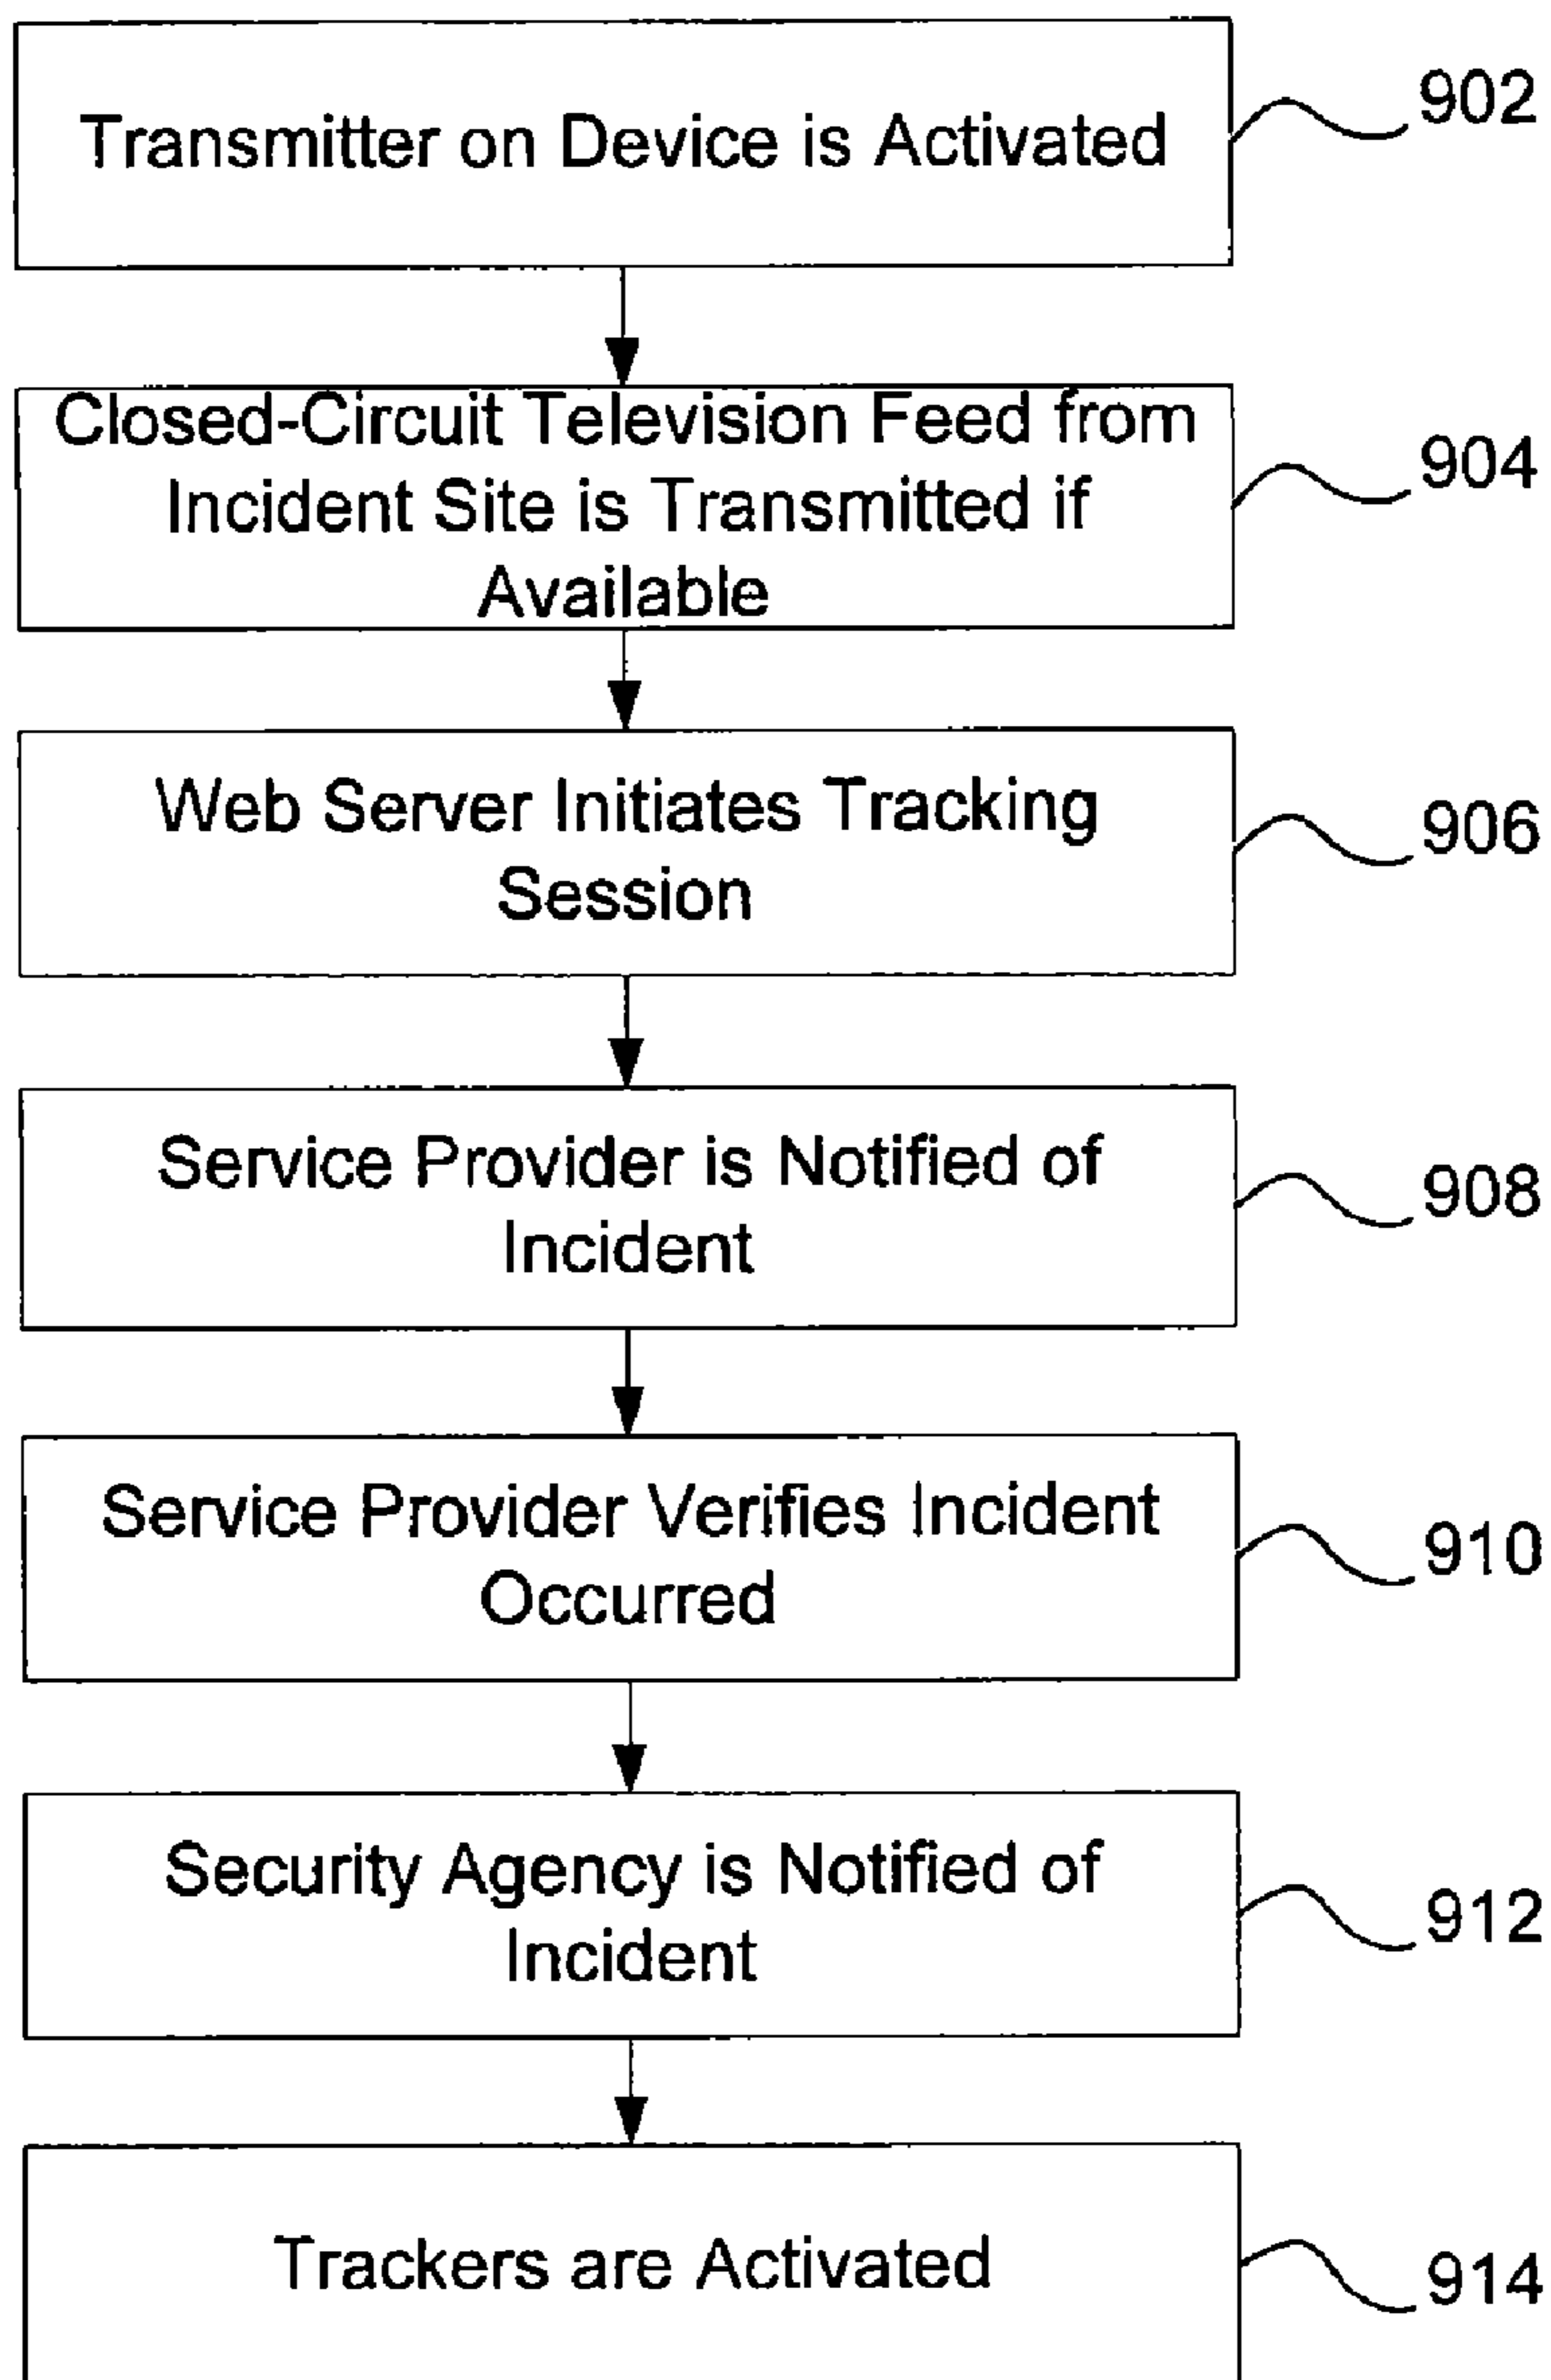 Transmitter on Device is Activated
902
Closed-Circuit Television Feed from
Incident Site is Transmitted if
Available
904
Web Server Initiates Tracking
Session
906
Service Provider is Notified of
Incident
908
Service Provider Verifies Incident
Occurred
910
Security Agency is Notified of
Incident
912
Trackers are Activated
914